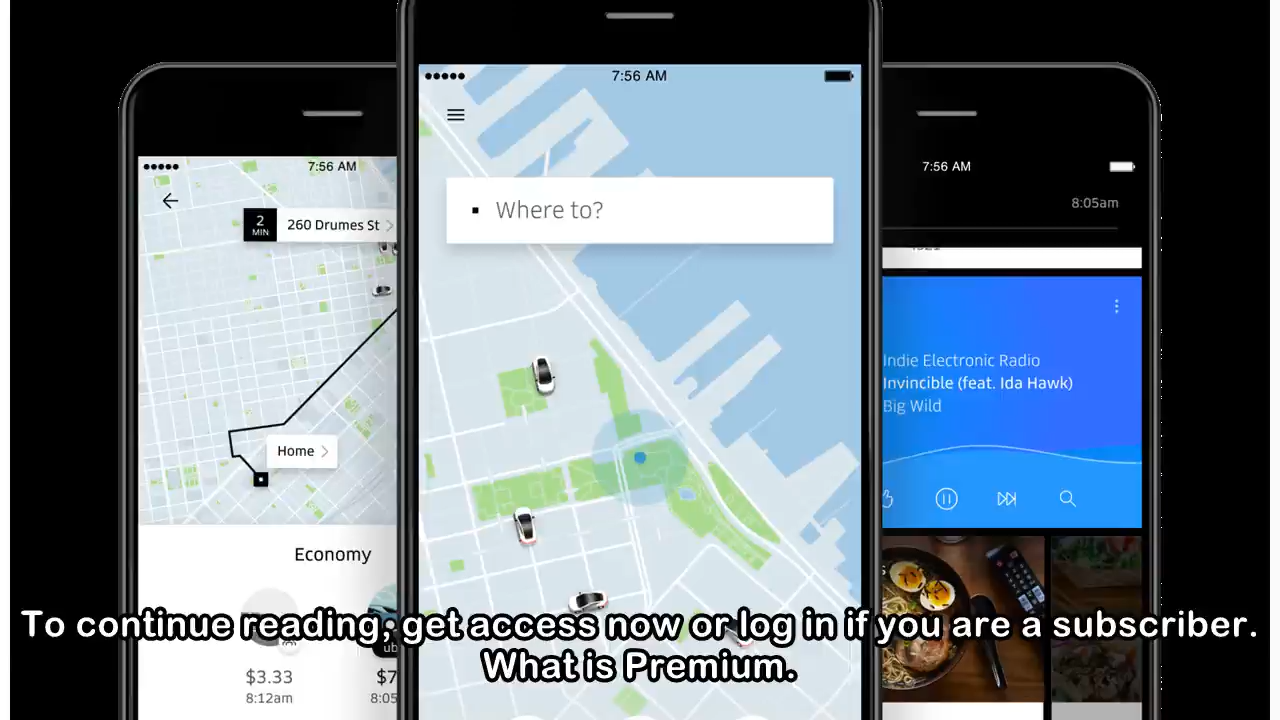 7:56 AM
2 MIN
260 Drumes St
Home
Economy
$3.33
8:12am
$7
8:05
ub
7:56 AM
Where to?
7:56 AM
8:05am
Indie Electronic Radio
Invincible (feat. Ida Hawk)
Big Wild
To continue reading, get access now or log in if you are a subscriber.
What is Premium.